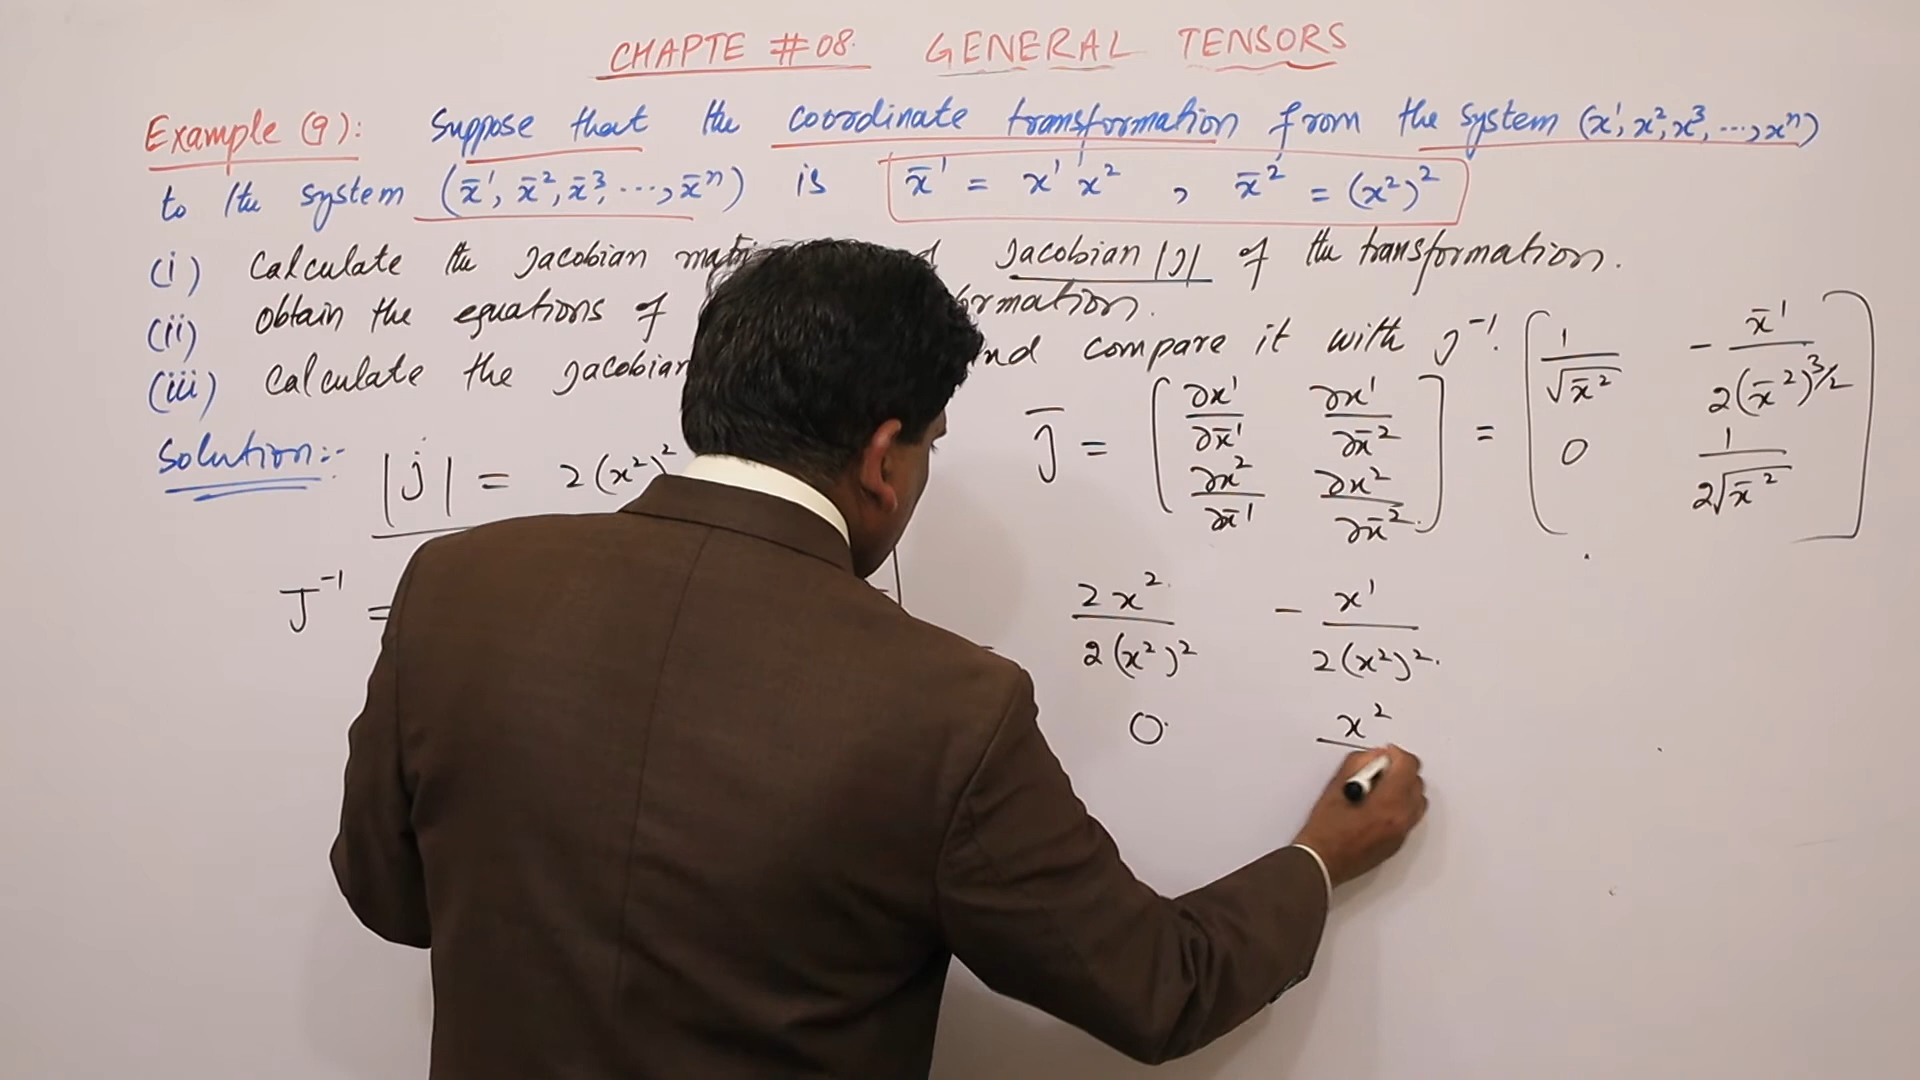 CHAPTE #08. GENERAL TENSORS
Example (9): Suppose that the coordinate transformation from the system (x¹, x², x³, ..., xⁿ)
to the system (x̄¹, x̄², x̄³, ..., x̄ⁿ) is x̄¹ = x¹x² , x̄² = (x²)²
(i) Calculate the Jacobian Jacobian |J| of the transformation.
(ii) Obtain the equations of
(iii) Calculate the and compare it with J⁻¹.
Solution:-
|J| = 2(x²)²
J̄ = [ ∂x¹/∂x̄¹ ∂x¹/∂x̄² ; ∂x²/∂x̄¹ ∂x²/∂x̄² ] = [ 1/√x̄² - x̄¹/2(x̄²)^3/2 ; 0 1/2√x̄² ]
J⁻¹ =
2x²/2(x²)² - x¹/2(x²)²
0 x²